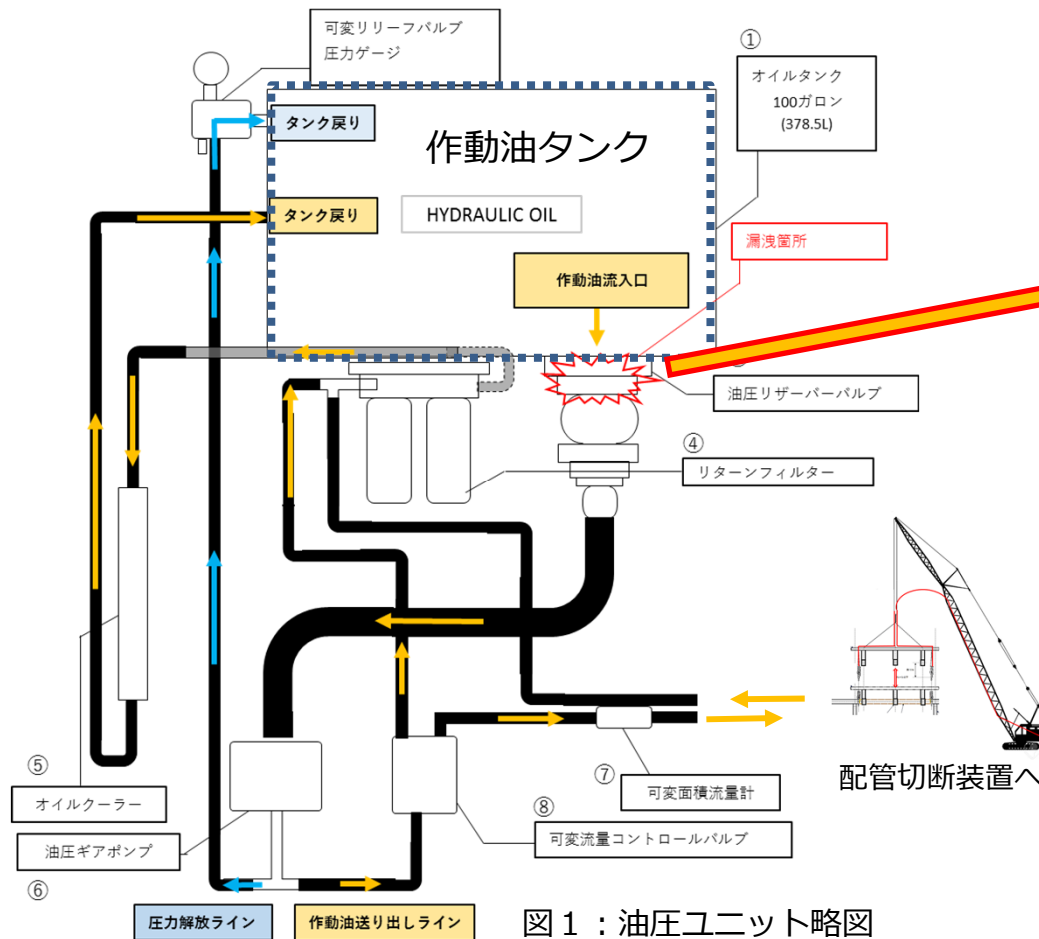 可変リリーフバルブ
圧力ゲージ
①
オイルタンク
100ガロン
(378.5L)
タンク戻り
作動油タンク
タンク戻り
HYDRAULIC OIL
漏洩箇所
作動油流入口
油圧リザーバーバルブ
④
リターンフィルター
配管切断装置へ
⑤
オイルクーラー
⑦
可変面積流量計
⑧
可変流量コントロールバルブ
油圧ギアポンプ
⑥
圧力解放ライン
作動油送り出しライン
図1:油圧ユニット略図